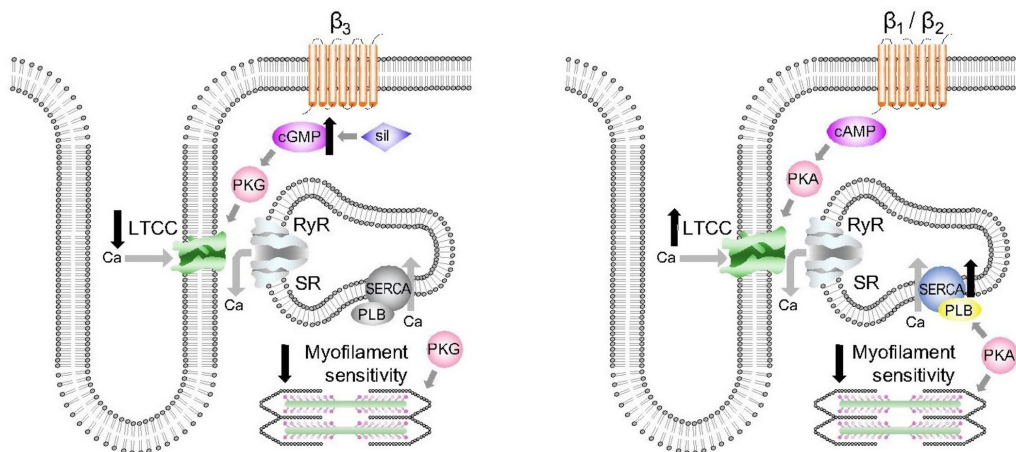 β3
cGMP
sil
PKG
LTCC
Ca
RyR
SR
Ca
SERCA
PLB
Ca
Myofilament
sensitivity
PKG
β1 / β2
cAMP
PKA
LTCC
Ca
RyR
SR
Ca
SERCA
PLB
Ca
Myofilament
sensitivity
PKA